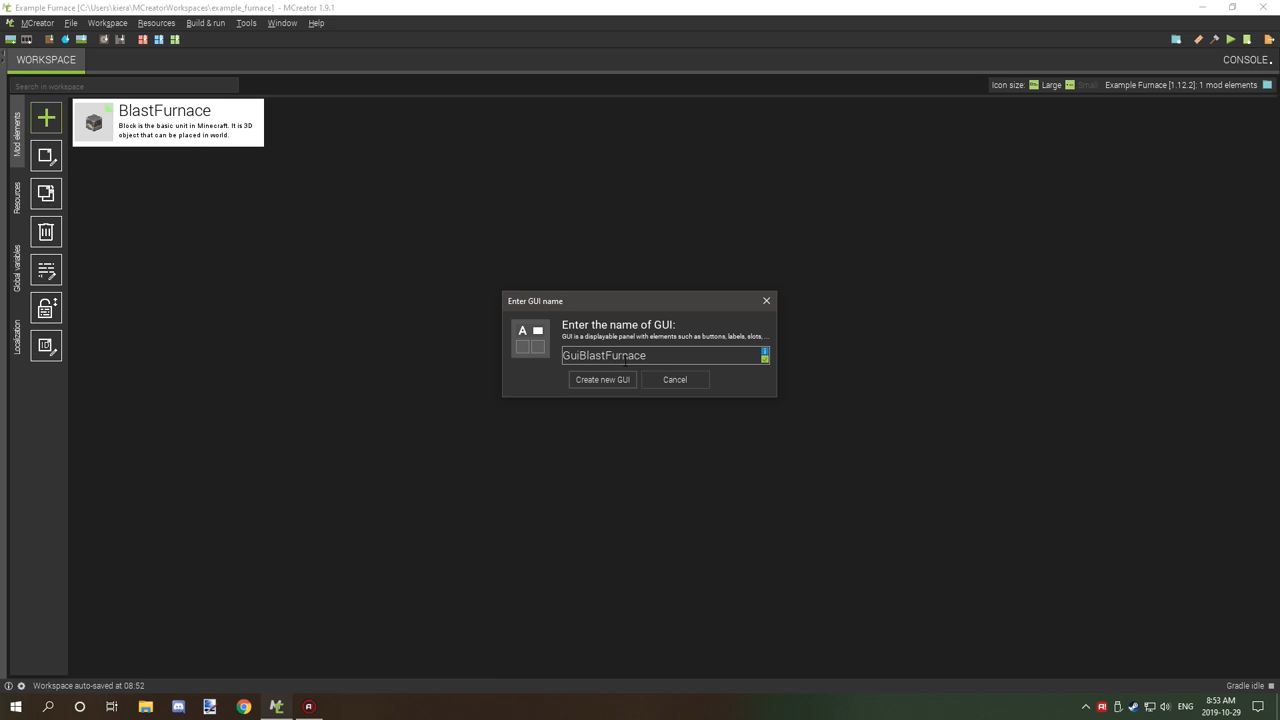 Example Furnace [C:\Users\kiera\MCreatorWorkspaces\example_furnace] - MCreator 1.9.1
MCreator File Workspace Resources Build & run Tools Window Help
WORKSPACE
CONSOLE
Search in workspace
Icon size: Large Small Example Furnace [1.12.2]: 1 mod elements
Mod elements
Resources
Global variables
Localization
BlastFurnace
Block is the basic unit in Minecraft. It is 3D
object that can be placed in world.
Enter GUI name
Enter the name of GUI:
GUI is a displayable panel with elements such as buttons, labels, slots, ...
GuiBlastFurnace
Create new GUI
Cancel
Workspace auto-saved at 08:52
Gradle idle
ENG
8:53 AM
2019-10-29